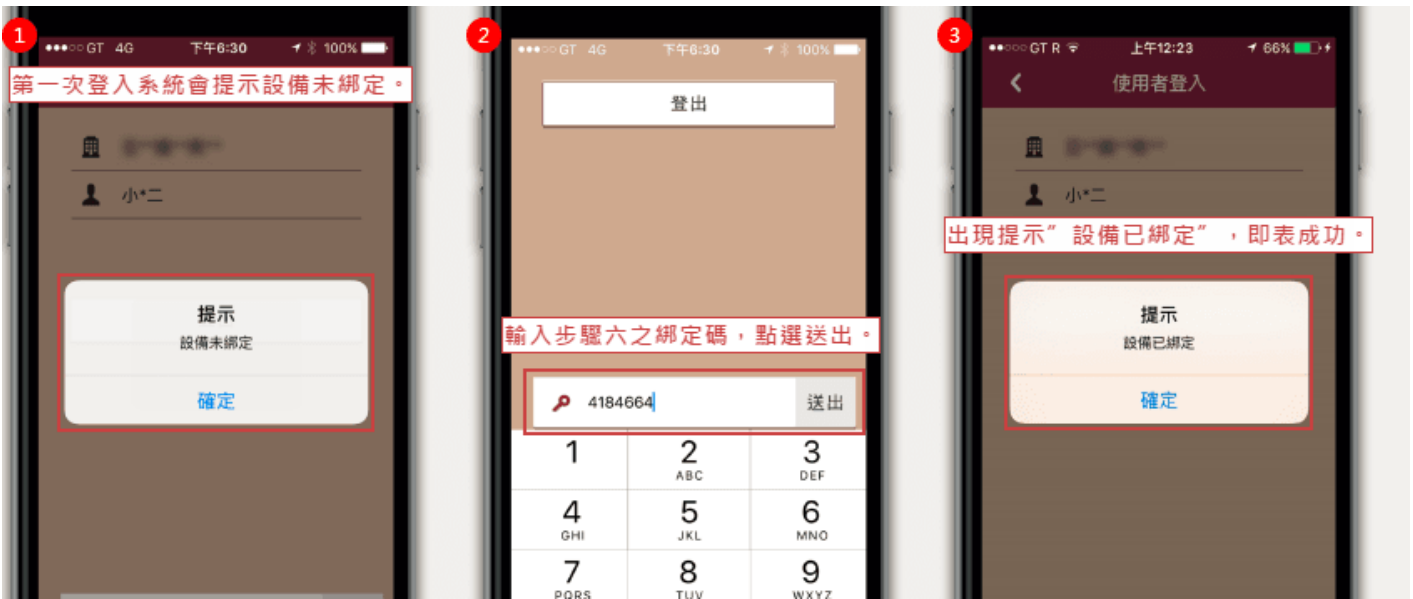 1
GT 4G 下午6:30 100%
第一次登入系統會提示設備未綁定。
小*二
提示
設備未綁定
確定
2
GT 4G 下午6:30 100%
登出
輸入步驟六之綁定碼，點選送出。
4184664 送出
1 2 3
ABC DEF
4 5 6
GHI JKL MNO
7 8 9
PQRS TUV WXYZ
3
GT R 上午12:23 66%
使用者登入
小*二
出現提示"設備已綁定"，即表成功。
提示
設備已綁定
確定